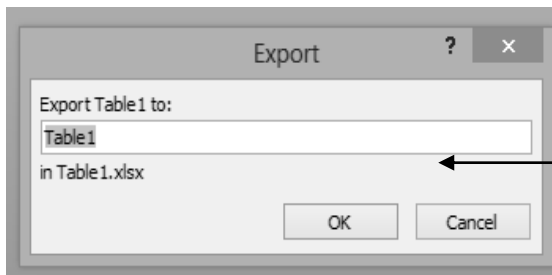 Export ? ×
Export Table1 to:
Table1
in Table1.xlsx
OK Cancel